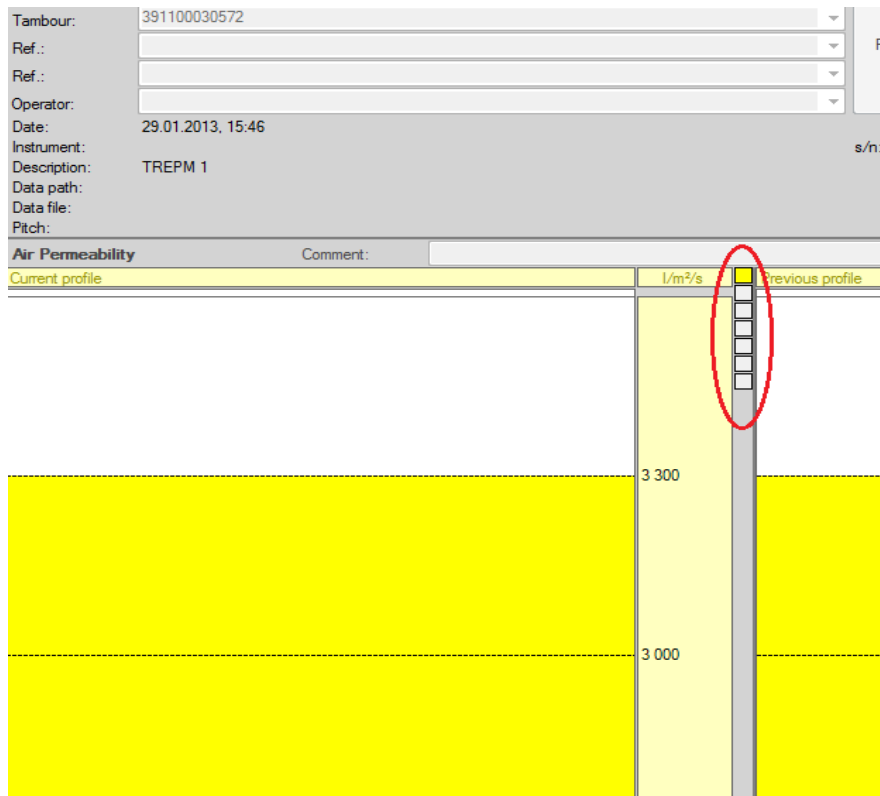 Tambour: 391100030572
Ref.:
Ref.:
Operator:
Date: 29.01.2013, 15:46
Instrument:
s/n:
Description: TREPM 1
Data path:
Data file:
Pitch:
Air Permeability Comment:
Current profile l/m²/s Previous profile
3 300
3 000